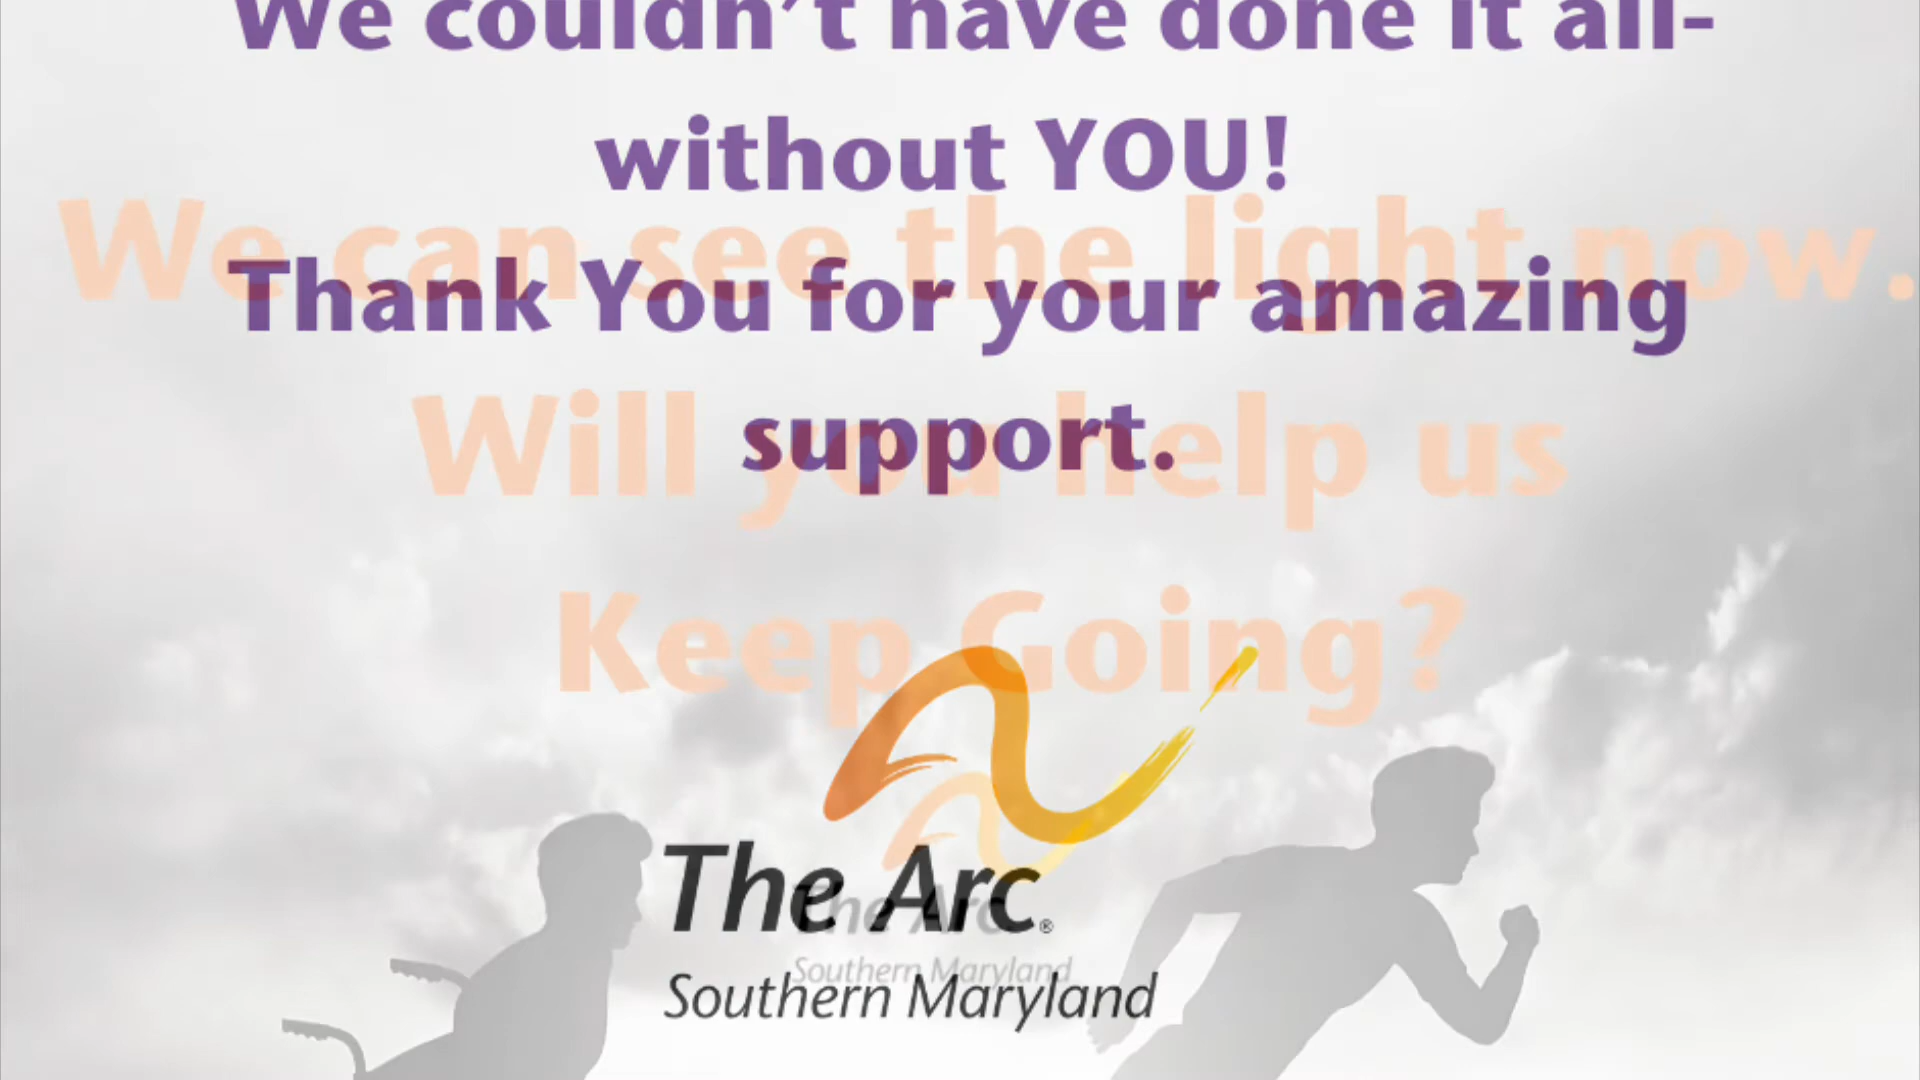 We couldn't have done it all-
without YOU!
We can see the light now.
Thank You for your amazing
Will you help us
support.
Keep Going?
The Arc®
The Arc
Southern Maryland
Southern Maryland